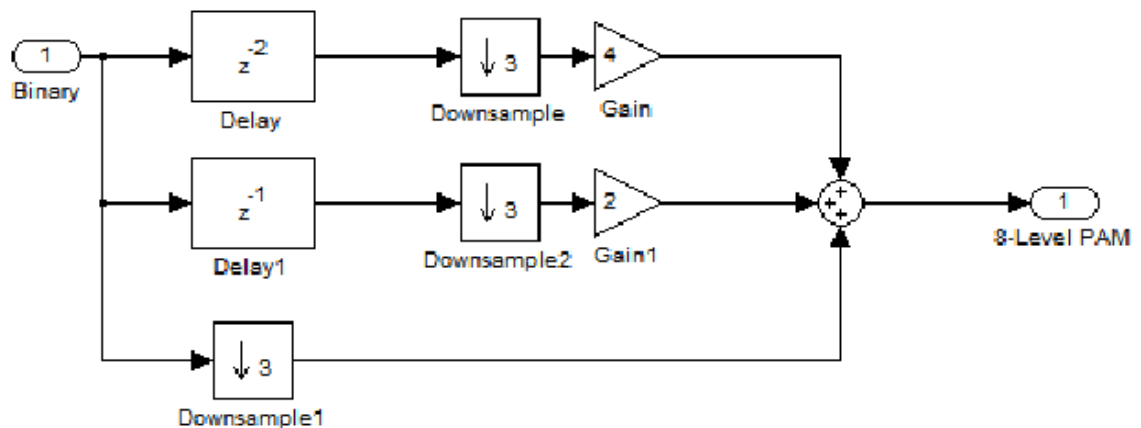 1
Binary
z-2
Delay
↓ 3
Downsample
4
Gain
z-1
Delay1
↓ 3
Downsample2
2
Gain1
+
+
+
1
8-Level PAM
↓ 3
Downsample1